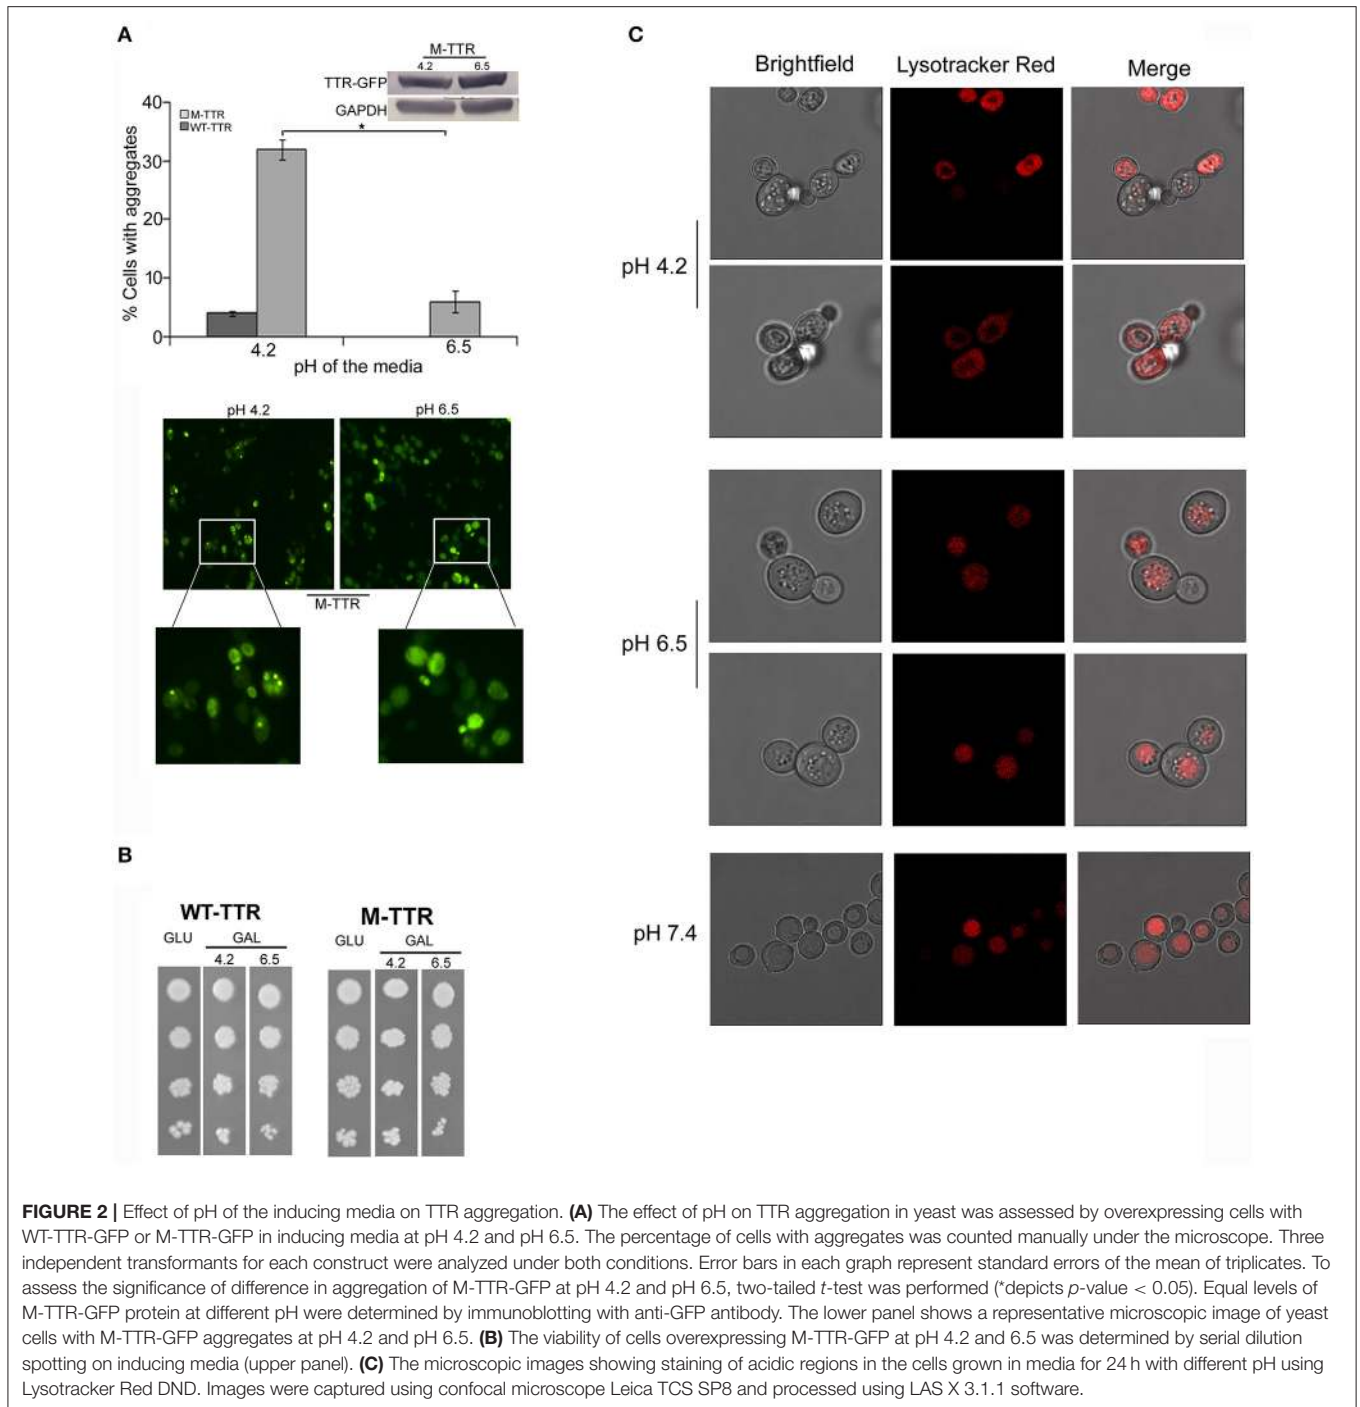 A
M-TTR
4.2 6.5
TTR-GFP
GAPDH
M-TTR
WT-TTR
*
40
30
20
10
0
% Cells with aggregates
4.2 6.5
pH of the media
pH 4.2 pH 6.5
M-TTR
B
WT-TTR M-TTR
GLU GAL GLU GAL
4.2 6.5 4.2 6.5
C
Brightfield Lysotracker Red Merge
pH 4.2
pH 6.5
pH 7.4
FIGURE 2 | Effect of pH of the inducing media on TTR aggregation. (A) The effect of pH on TTR aggregation in yeast was assessed by overexpressing cells with
WT-TTR-GFP or M-TTR-GFP in inducing media at pH 4.2 and pH 6.5. The percentage of cells with aggregates was counted manually under the microscope. Three
independent transformants for each construct were analyzed under both conditions. Error bars in each graph represent standard errors of the mean of triplicates. To
assess the significance of difference in aggregation of M-TTR-GFP at pH 4.2 and pH 6.5, two-tailed t-test was performed (*depicts p-value < 0.05). Equal levels of
M-TTR-GFP protein at different pH were determined by immunoblotting with anti-GFP antibody. The lower panel shows a representative microscopic image of yeast
cells with M-TTR-GFP aggregates at pH 4.2 and pH 6.5. (B) The viability of cells overexpressing M-TTR-GFP at pH 4.2 and 6.5 was determined by serial dilution
spotting on inducing media (upper panel). (C) The microscopic images showing staining of acidic regions in the cells grown in media for 24 h with different pH using
Lysotracker Red DND. Images were captured using confocal microscope Leica TCS SP8 and processed using LAS X 3.1.1 software.